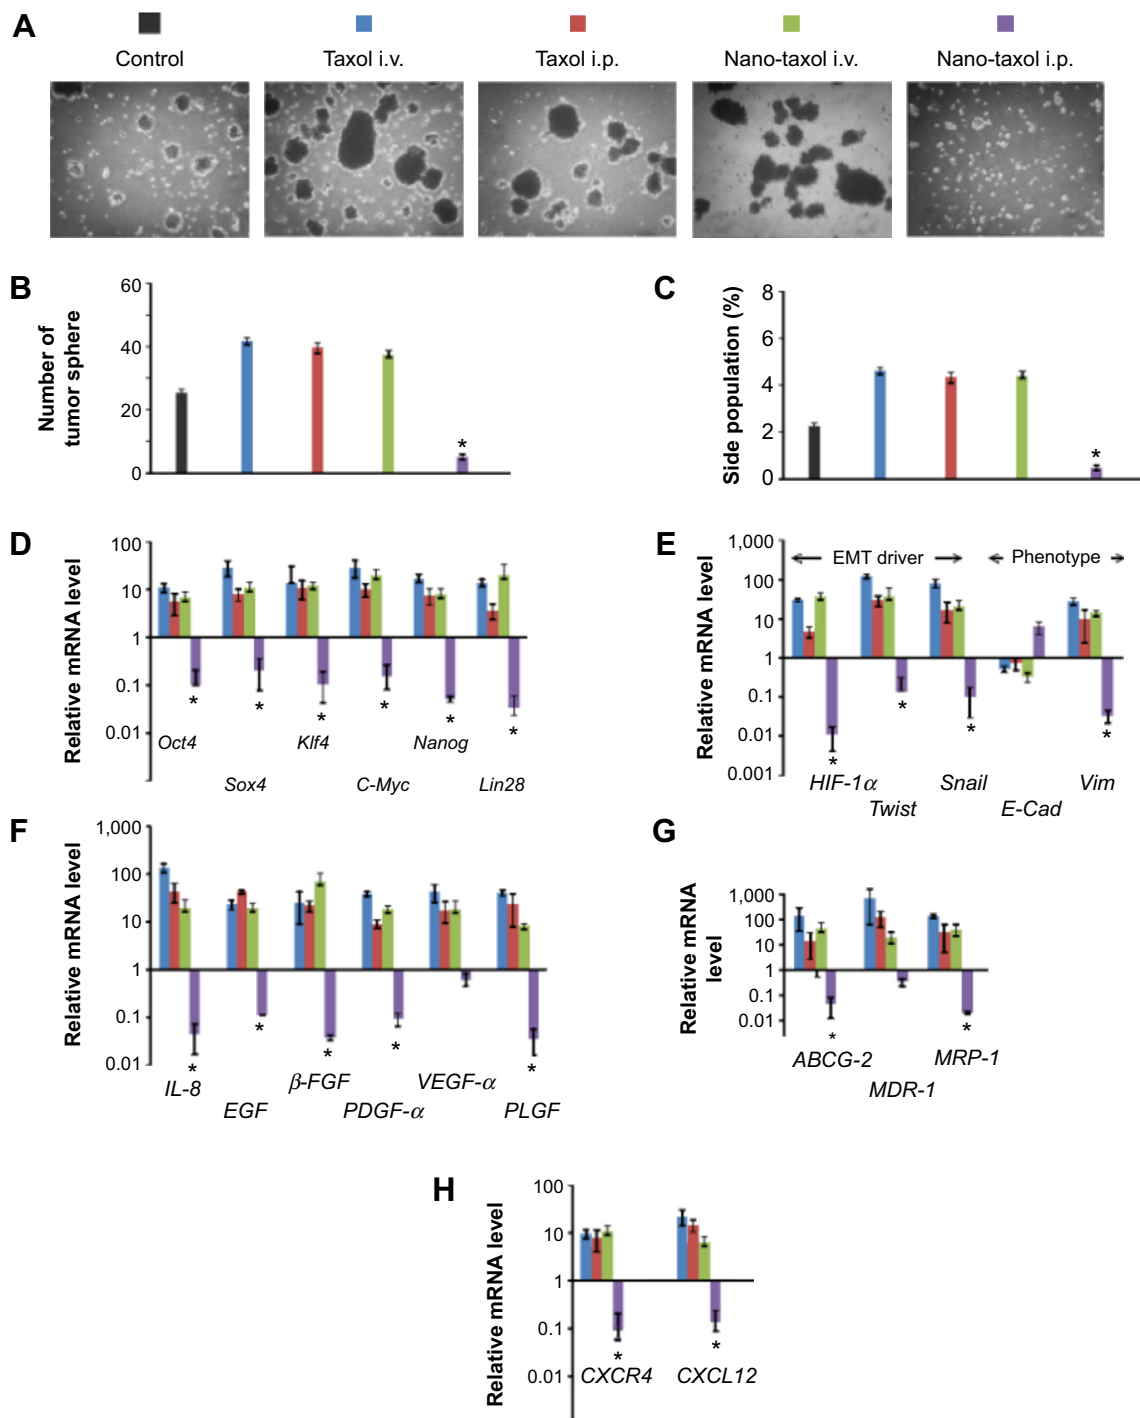 A
Control
Taxol i.v.
Taxol i.p.
Nano-taxol i.v.
Nano-taxol i.p.
B
Number of
tumor sphere
60
40
20
0
*
C
Side population (%)
8
6
4
2
0
*
D
Relative mRNA level
100
10
1
0.1
0.01
* * * * * *
Oct4 Klf4 Nanog
Sox4 C-Myc Lin28
E
Relative mRNA level
1,000
100
10
1
0.1
0.01
0.001
EMT driver
Phenotype
* * * *
HIF-1α Snail Vim
Twist E-Cad
F
Relative mRNA level
1,000
100
10
1
0.1
0.01
* * * * *
IL-8 β-FGF VEGF-α
EGF PDGF-α PLGF
G
Relative mRNA
level
1,000
100
10
1
0.1
0.01
* *
ABCG-2 MRP-1
MDR-1
H
Relative mRNA level
100
10
1
0.1
0.01
* *
CXCR4 CXCL12